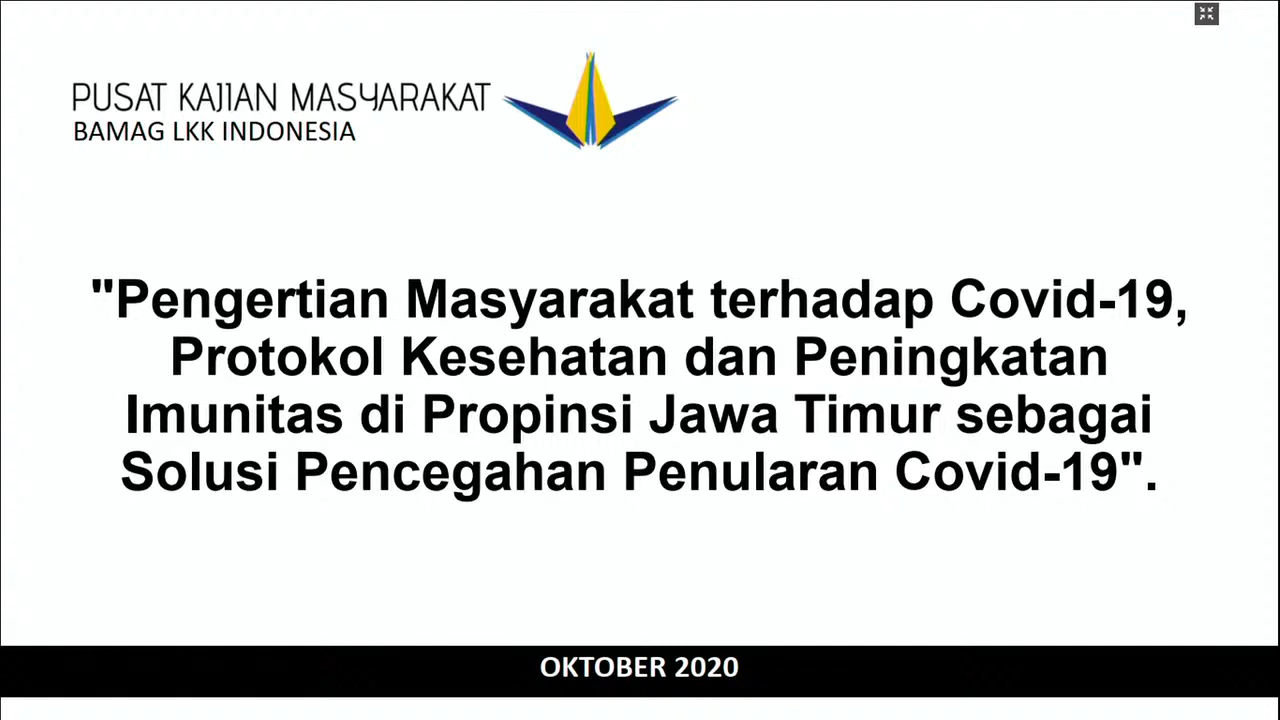 PUSAT KAJIAN MASYARAKAT
BAMAG LKK INDONESIA
"Pengertian Masyarakat terhadap Covid-19,
Protokol Kesehatan dan Peningkatan
Imunitas di Propinsi Jawa Timur sebagai
Solusi Pencegahan Penularan Covid-19".
OKTOBER 2020